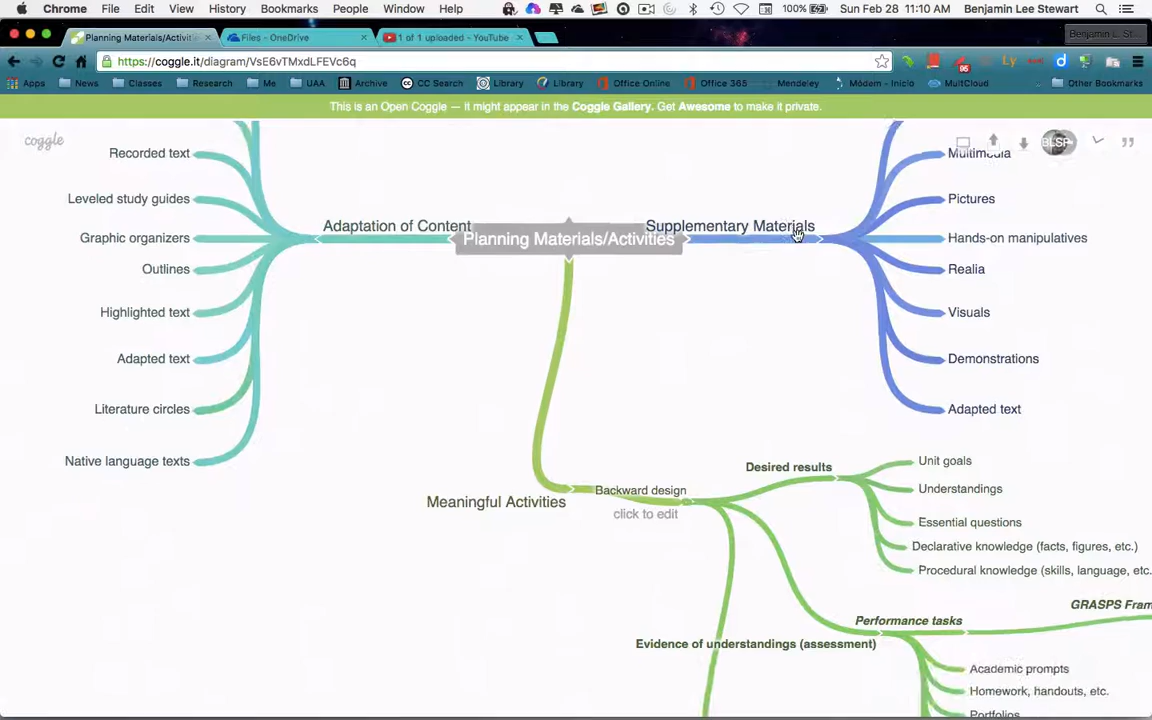 Chrome File Edit View History Bookmarks People Window Help 100% Sun Feb 28 11:10 AM Benjamin Lee Stewart
Planning Materials/Activitie Files - OneDrive 1 of 1 uploaded - YouTube Benjamin L. St...
https://coggle.it/diagram/VsE6vTMxdLFEVc6q
Apps News Classes Research Me UAA Archive CC Search Library Library Office Online Office 365 Mendeley Módem - Inicio MultCloud Other Bookmarks
This is an Open Coggle — it might appear in the Coggle Gallery. Get Awesome to make it private.
coggle
BLSP
Recorded text
Multimedia
Leveled study guides
Pictures
Adaptation of Content
Supplementary Materials
Graphic organizers
Planning Materials/Activities
Hands-on manipulatives
Outlines
Realia
Highlighted text
Visuals
Adapted text
Demonstrations
Literature circles
Adapted text
Native language texts
Desired results
Unit goals
Meaningful Activities
Backward design
click to edit
Understandings
Essential questions
Declarative knowledge (facts, figures, etc.)
Procedural knowledge (skills, language, etc.
GRASPS Fram
Performance tasks
Evidence of understandings (assessment)
Academic prompts
Homework, handouts, etc.
Portfolios